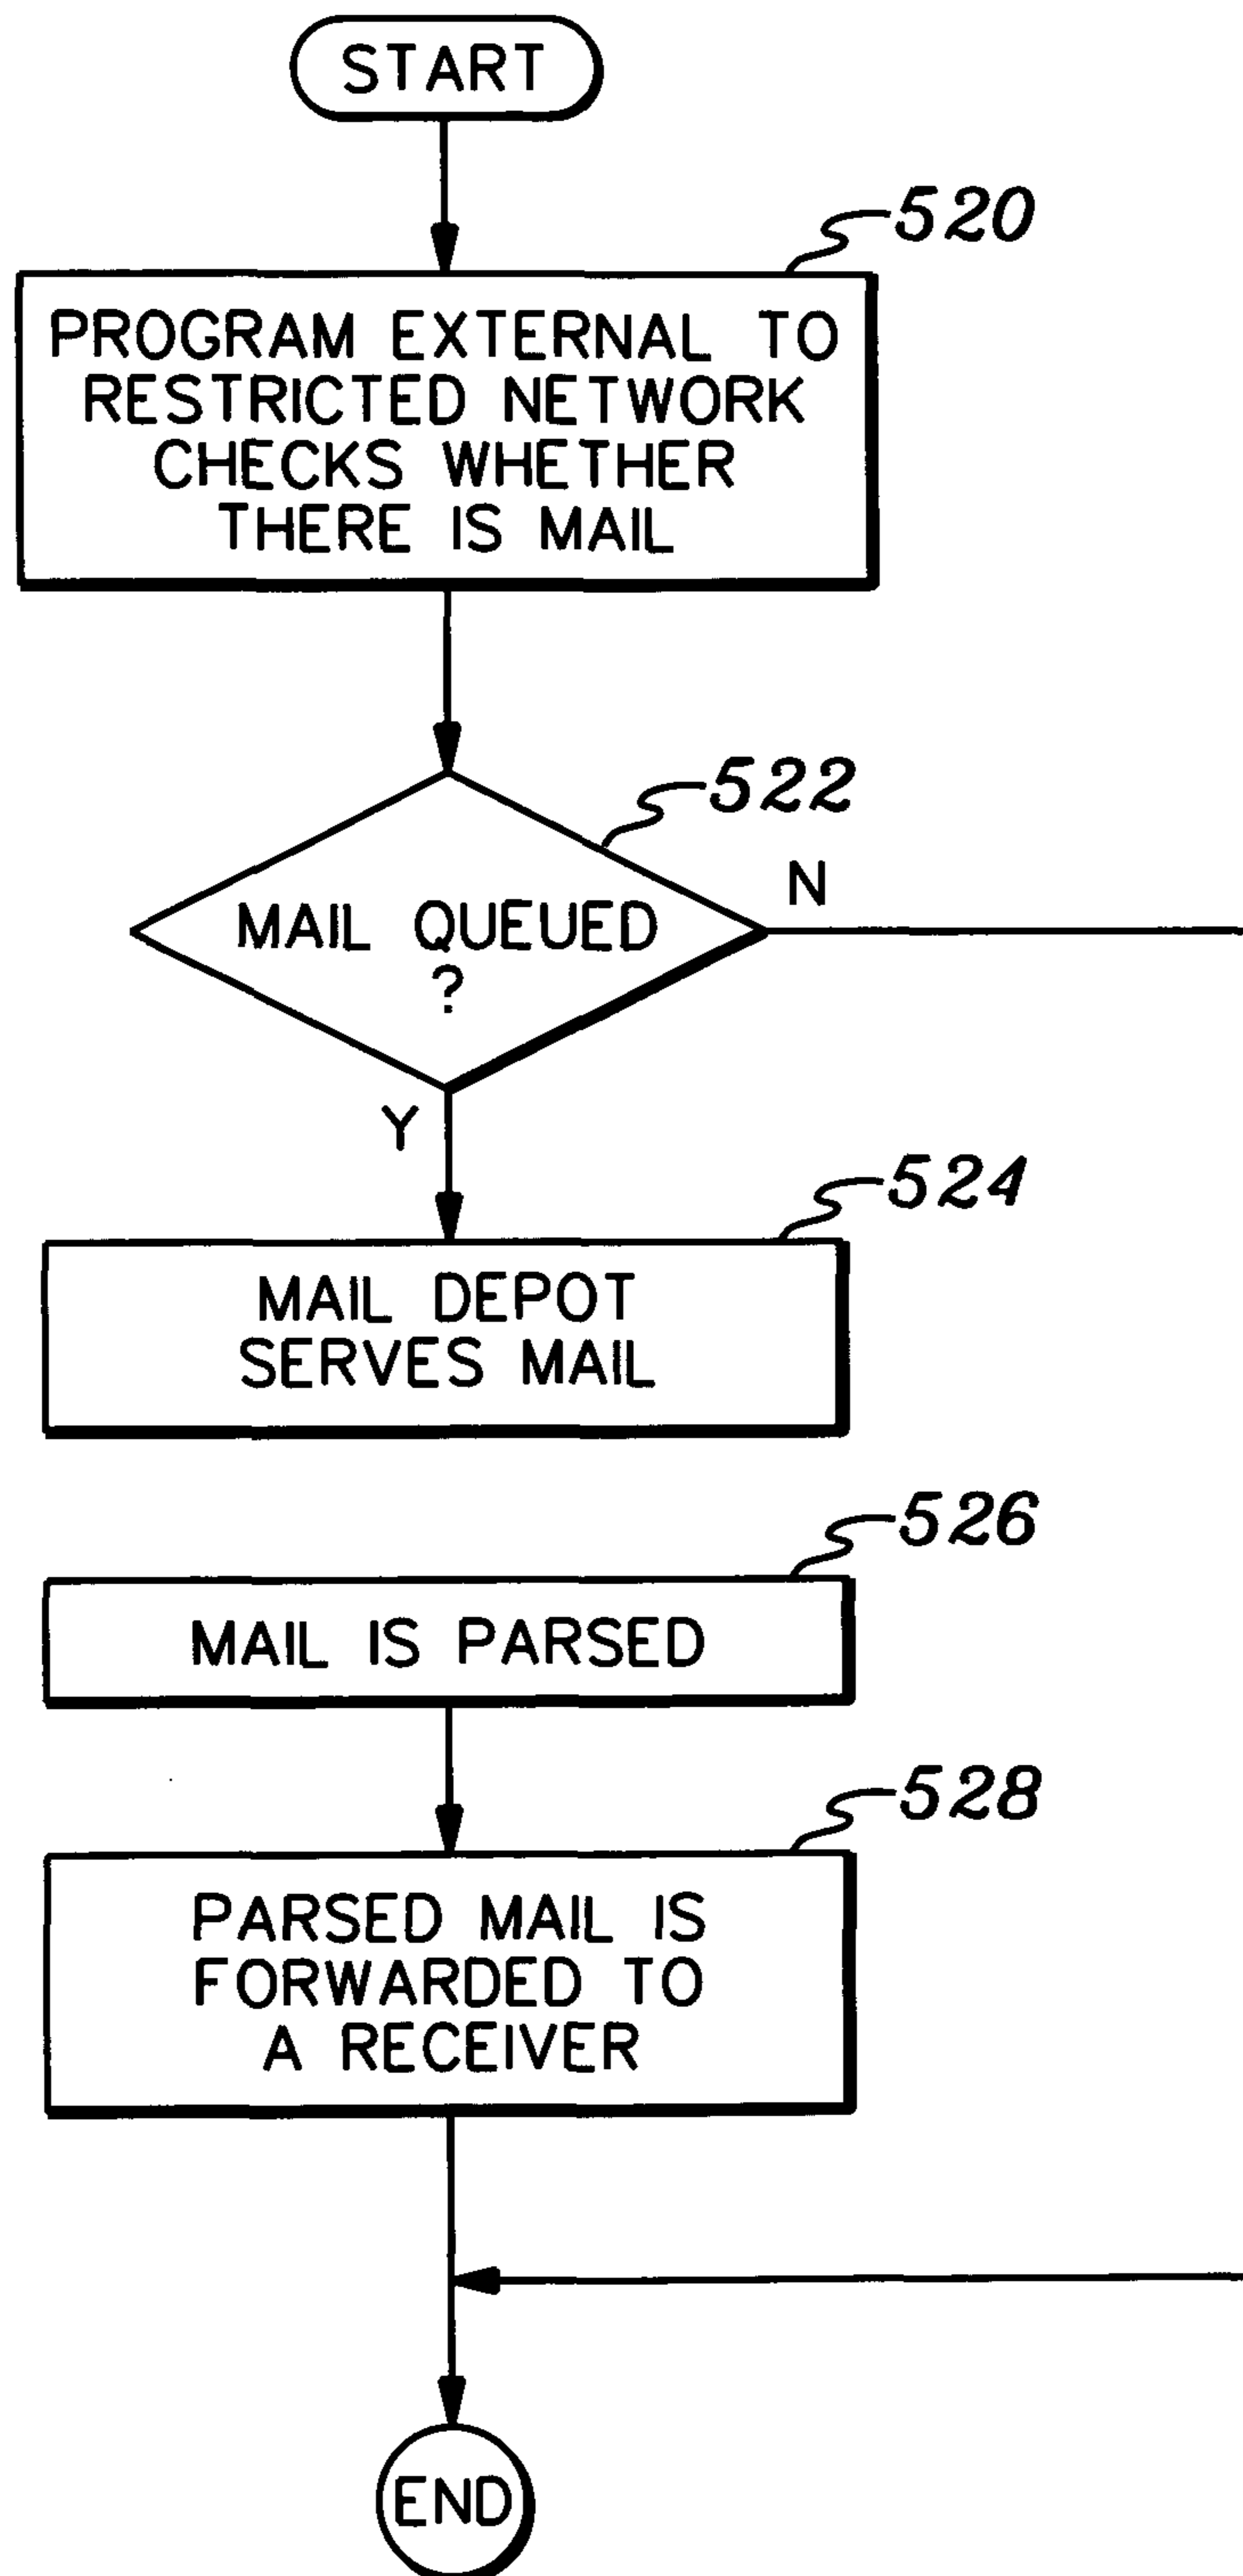 START
520
PROGRAM EXTERNAL TO
RESTRICTED NETWORK
CHECKS WHETHER
THERE IS MAIL
522
N
MAIL QUEUED
?
Y
524
MAIL DEPOT
SERVES MAIL
526
MAIL IS PARSED
528
PARSED MAIL IS
FORWARDED TO
A RECEIVER
END